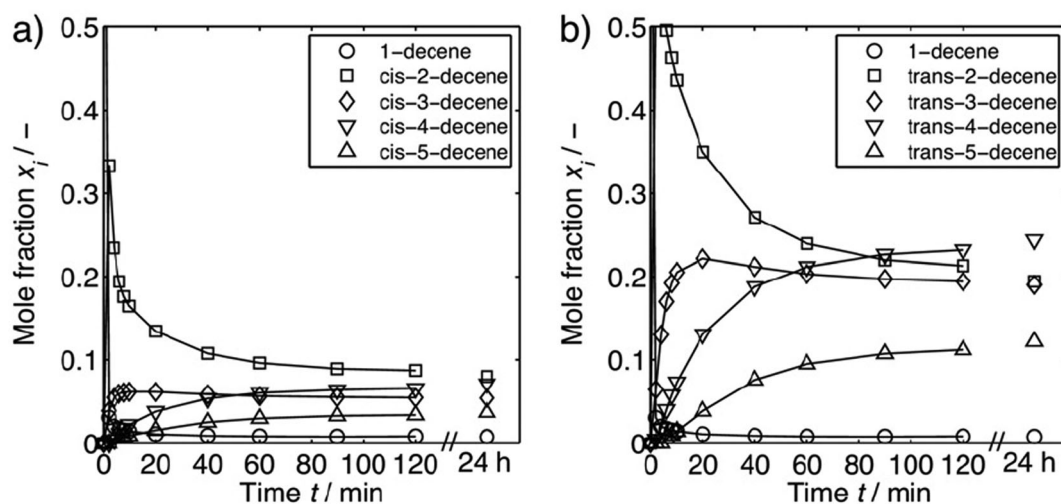 a)
Mole fraction x_i / –
0.5
0.4
0.3
0.2
0.1
0
1–decene
cis–2–decene
cis–3–decene
cis–4–decene
cis–5–decene
0 20 40 60 80 100 120 // 24 h
Time t / min
b)
Mole fraction x_i / –
0.5
0.4
0.3
0.2
0.1
0
1–decene
trans–2–decene
trans–3–decene
trans–4–decene
trans–5–decene
0 20 40 60 80 100 120 // 24 h
Time t / min